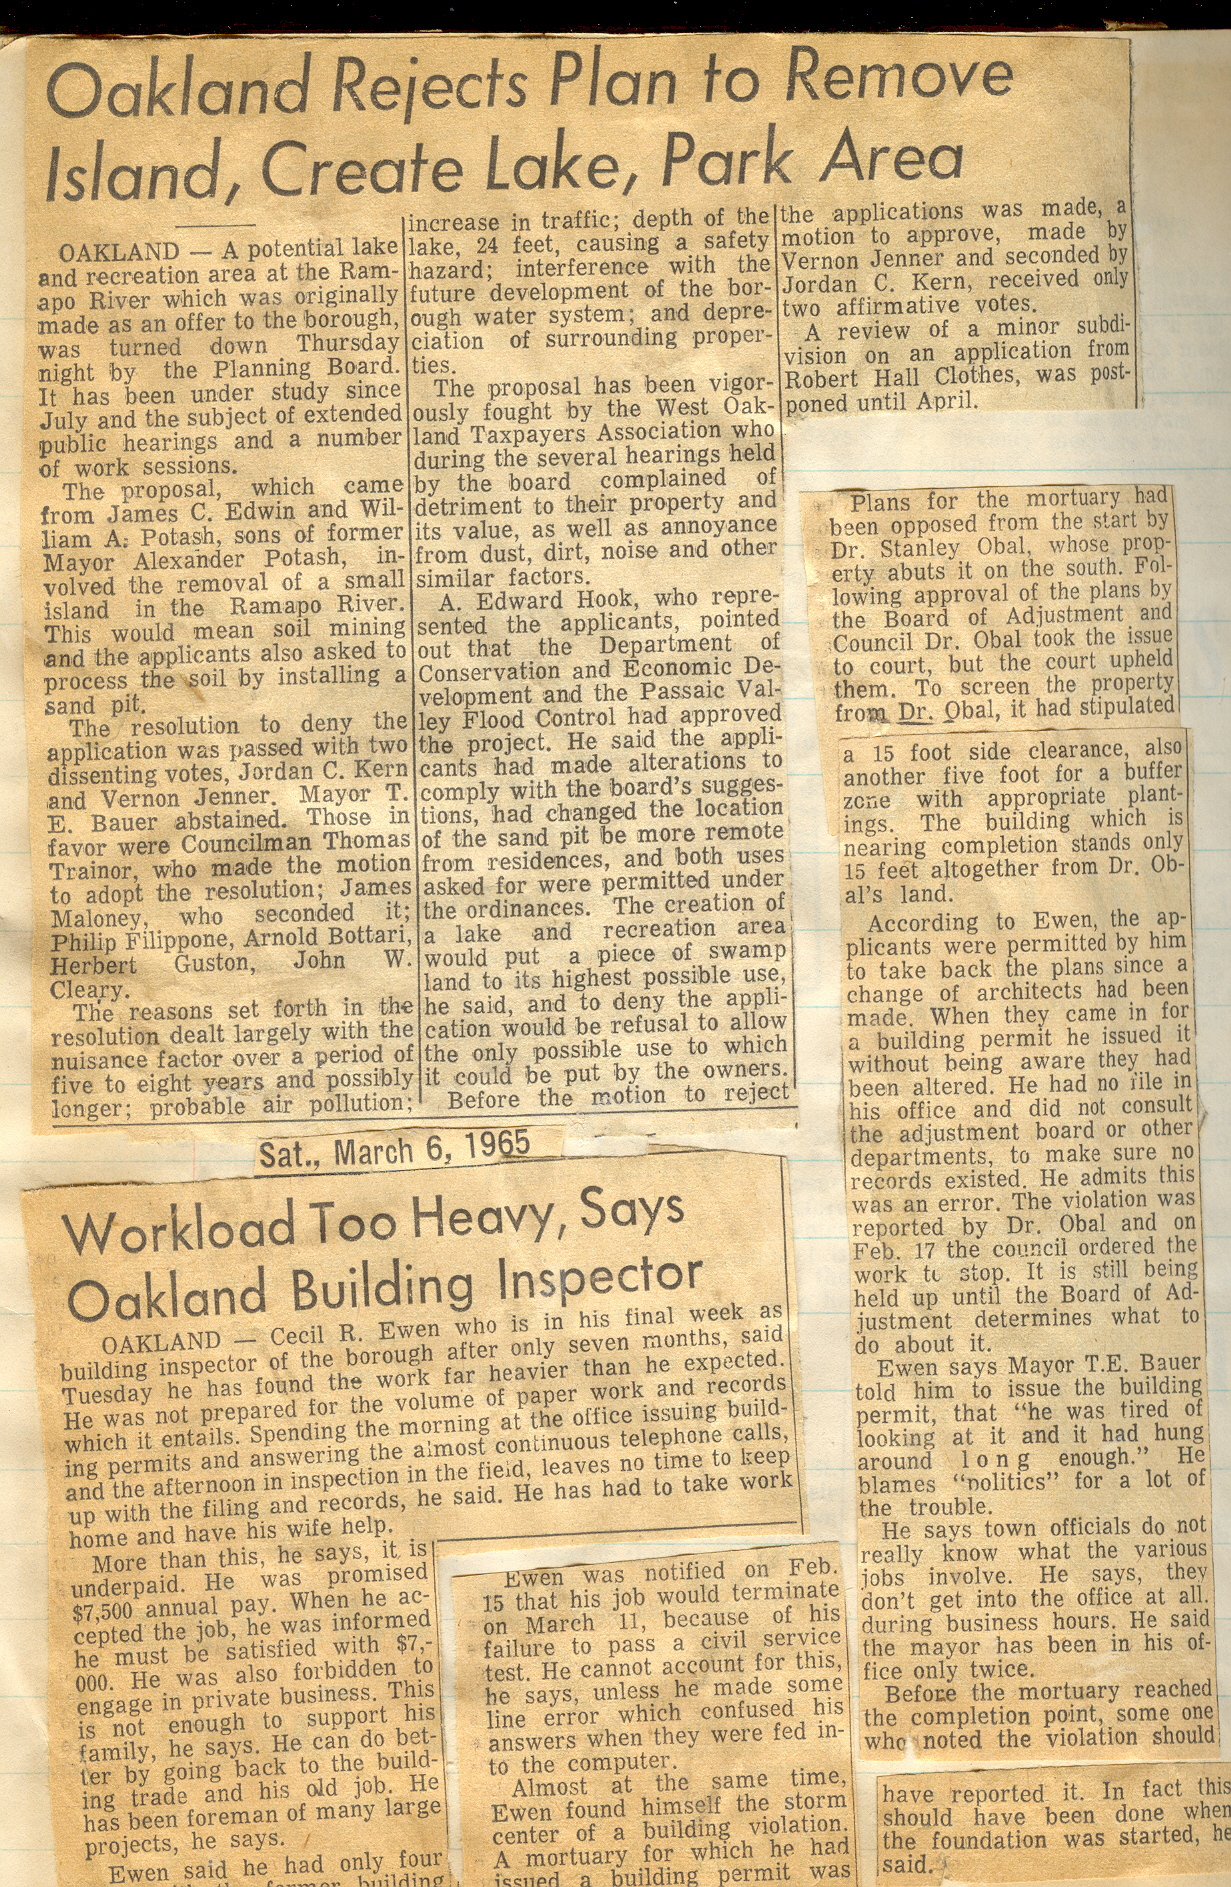 Oakland Rejects Plan to Remove
Island, Create Lake, Park Area
OAKLAND — A potential lake
and recreation area at the Ram-
apo River which was originally
made as an offer to the borough,
was turned down Thursday
night by the Planning Board.
It has been under study since
July and the subject of extended
public hearings and a number
of work sessions.
The proposal, which came
from James C. Edwin and Wil-
liam A. Potash, sons of former
Mayor Alexander Potash, in-
volved the removal of a small
island in the Ramapo River.
This would mean soil mining
and the applicants also asked to
process the soil by installing a
sand pit.
The resolution to deny the
application was passed with two
dissenting votes, Jordan C. Kern
and Vernon Jenner. Mayor T.
E. Bauer abstained. Those in
favor were Councilman Thomas
Trainor, who made the motion
to adopt the resolution; James
Maloney, who seconded it;
Philip Filippone, Arnold Bottari,
Herbert Guston, John W.
Cleary.
The reasons set forth in the
resolution dealt largely with the
nuisance factor over a period of
five to eight years and possibly
longer; probable air pollution;
increase in traffic; depth of the
lake, 24 feet, causing a safety
hazard; interference with the
future development of the bor-
ough water system; and depre-
ciation of surrounding proper-
ties.
The proposal has been vigor-
ously fought by the West Oak-
land Taxpayers Association who
during the several hearings held
by the board complained of
detriment to their property and
its value, as well as annoyance
from dust, dirt, noise and other
similar factors.
A. Edward Hook, who repre-
sented the applicants, pointed
out that the Department of
Conservation and Economic De-
velopment and the Passaic Val-
ley Flood Control had approved
the project. He said the appli-
cants had made alterations to
comply with the board's sugges-
tions, had changed the location
of the sand pit be more remote
from residences, and both uses
asked for were permitted under
the ordinances. The creation of
a lake and recreation area
would put a piece of swamp
land to its highest possible use,
he said, and to deny the appli-
cation would be refusal to allow
the only possible use to which
it could be put by the owners.
Before the motion to reject
the applications was made, a
motion to approve, made by
Vernon Jenner and seconded by
Jordan C. Kern, received only
two affirmative votes.
A review of a minor subdi-
vision on an application from
Robert Hall Clothes, was post-
poned until April.
Sat., March 6, 1965
Workload Too Heavy, Says
Oakland Building Inspector
OAKLAND — Cecil R. Ewen who is in his final week as
building inspector of the borough after only seven months, said
Tuesday he has found the work far heavier than he expected.
He was not prepared for the volume of paper work and records
which it entails. Spending the morning at the office issuing build-
ing permits and answering the almost continuous telephone calls,
and the afternoon in inspection in the field, leaves no time to keep
up with the filing and records, he said. He has had to take work
home and have his wife help.
More than this, he says, it is
underpaid. He was promised
$7,500 annual pay. When he ac-
cepted the job, he was informed
he must be satisfied with $7,-
000. He was also forbidden to
engage in private business. This
is not enough to support his
family, he says. He can do bet-
ter by going back to the build-
ing trade and his old job. He
has been foreman of many large
projects, he says.
Ewen said he had only four
former building
Ewen was notified on Feb.
15 that his job would terminate
on March 11, because of his
failure to pass a civil service
test. He cannot account for this,
he says, unless he made some
line error which confused his
answers when they were fed in-
to the computer.
Almost at the same time,
Ewen found himself the storm
center of a building violation.
A mortuary for which he had
issued a building permit was
Plans for the mortuary had
been opposed from the start by
Dr. Stanley Obal, whose prop-
erty abuts it on the south. Fol-
lowing approval of the plans by
the Board of Adjustment and
Council Dr. Obal took the issue
to court, but the court upheld
them. To screen the property
from Dr. Obal, it had stipulated
a 15 foot side clearance, also
another five foot for a buffer
zone with appropriate plant-
ings. The building which is
nearing completion stands only
15 feet altogether from Dr. Ob-
al's land.
According to Ewen, the ap-
plicants were permitted by him
to take back the plans since a
change of architects had been
made. When they came in for
a building permit he issued it
without being aware they had
been altered. He had no file in
his office and did not consult
the adjustment board or other
departments, to make sure no
records existed. He admits this
was an error. The violation was
reported by Dr. Obal and on
Feb. 17 the council ordered the
work to stop. It is still being
held up until the Board of Ad-
justment determines what to
do about it.
Ewen says Mayor T.E. Bauer
told him to issue the building
permit, that "he was tired of
looking at it and it had hung
around long enough." He
blames "politics" for a lot of
the trouble.
He says town officials do not
really know what the various
jobs involve. He says, they
don't get into the office at all.
during business hours. He said
the mayor has been in his of-
fice only twice.
Before the mortuary reached
the completion point, some one
who noted the violation should
have reported it. In fact this
should have been done when
the foundation was started, he
said.